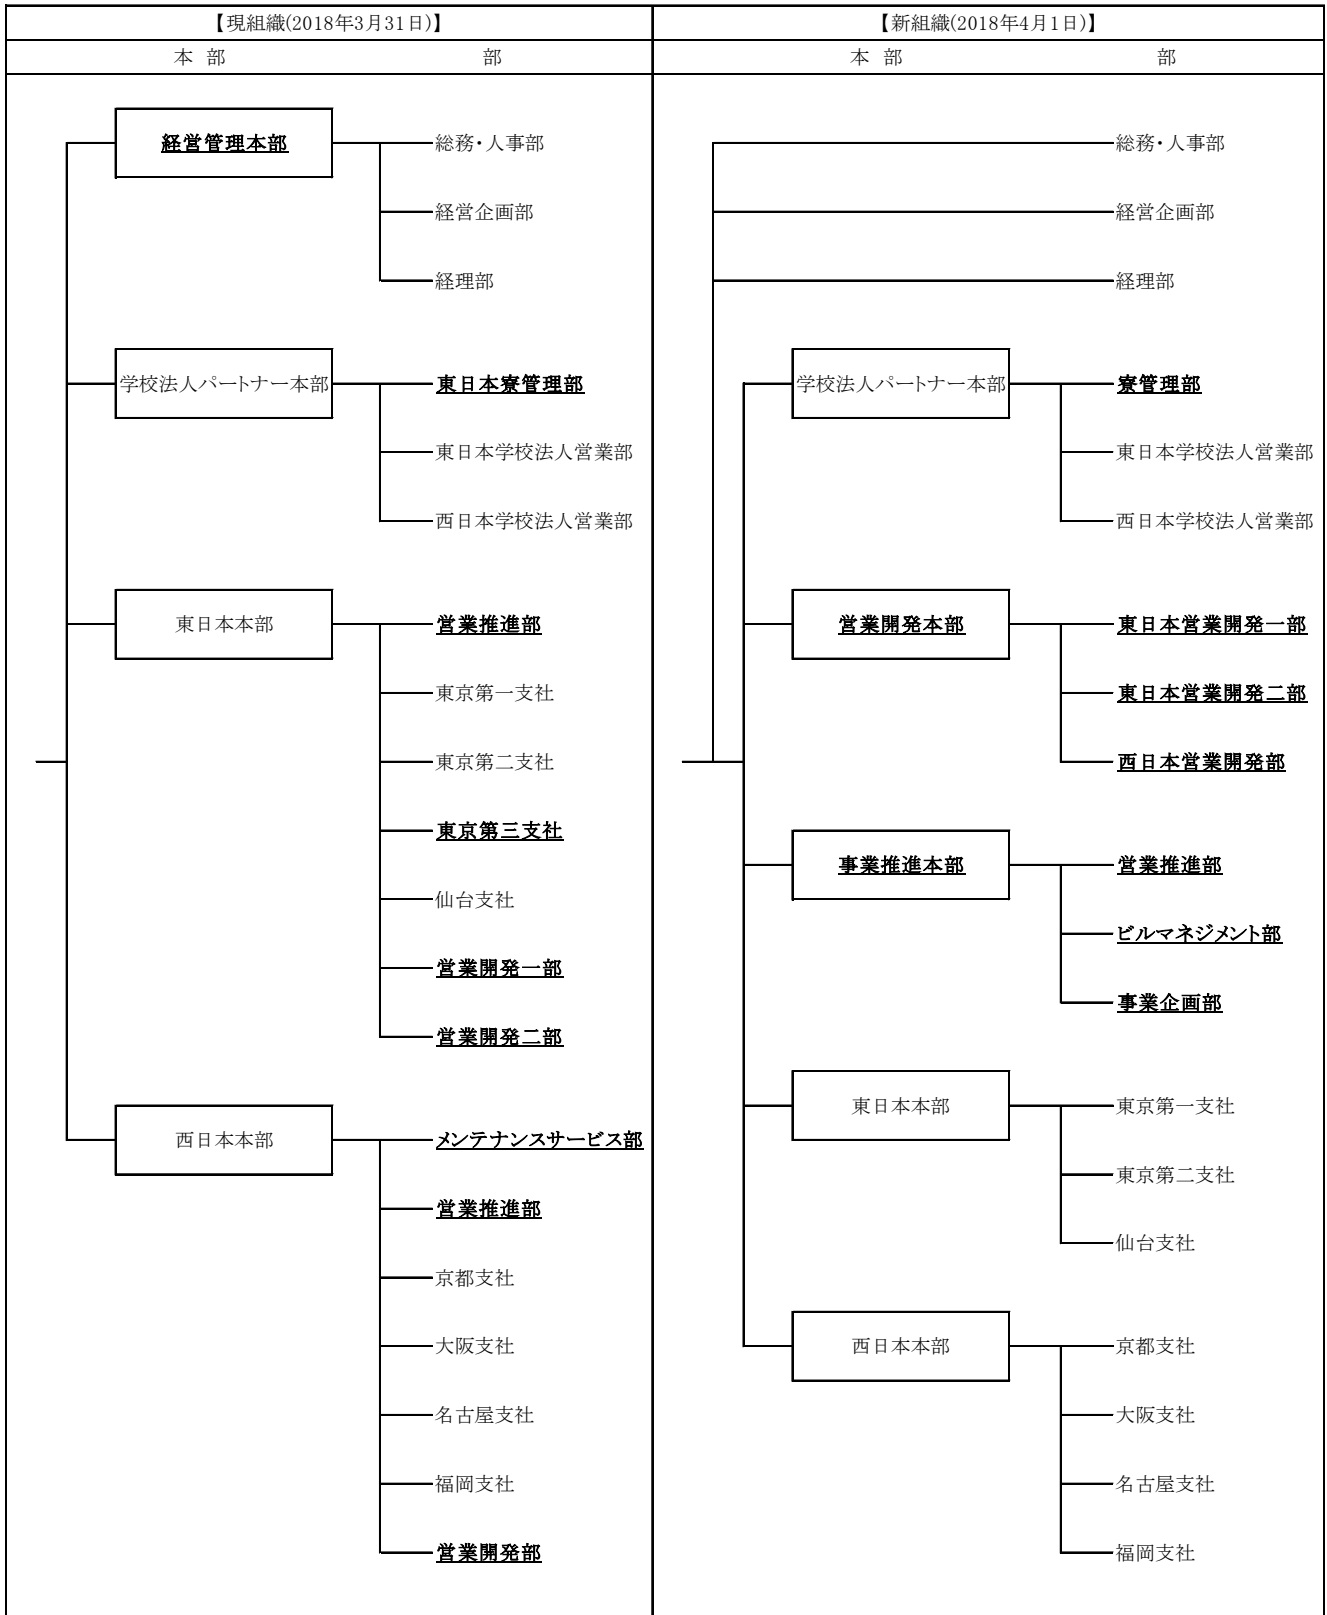 【現組織(2018年3月31日)】
本 部 部
経営管理本部
総務・人事部
経営企画部
経理部
学校法人パートナー本部
東日本寮管理部
東日本学校法人営業部
西日本学校法人営業部
東日本本部
営業推進部
東京第一支社
東京第二支社
東京第三支社
仙台支社
営業開発一部
営業開発二部
西日本本部
メンテナンスサービス部
営業推進部
京都支社
大阪支社
名古屋支社
福岡支社
営業開発部
【新組織(2018年4月1日)】
本 部 部
総務・人事部
経営企画部
経理部
学校法人パートナー本部
寮管理部
東日本学校法人営業部
西日本学校法人営業部
営業開発本部
東日本営業開発一部
東日本営業開発二部
西日本営業開発部
事業推進本部
営業推進部
ビルマネジメント部
事業企画部
東日本本部
東京第一支社
東京第二支社
仙台支社
西日本本部
京都支社
大阪支社
名古屋支社
福岡支社